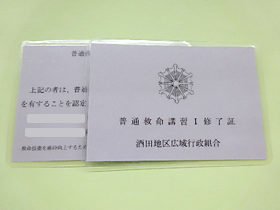 普通救
上記の者は、普通
を有することを認定
普通救命講習Ⅰ修了証
酒田地区広域行政組合